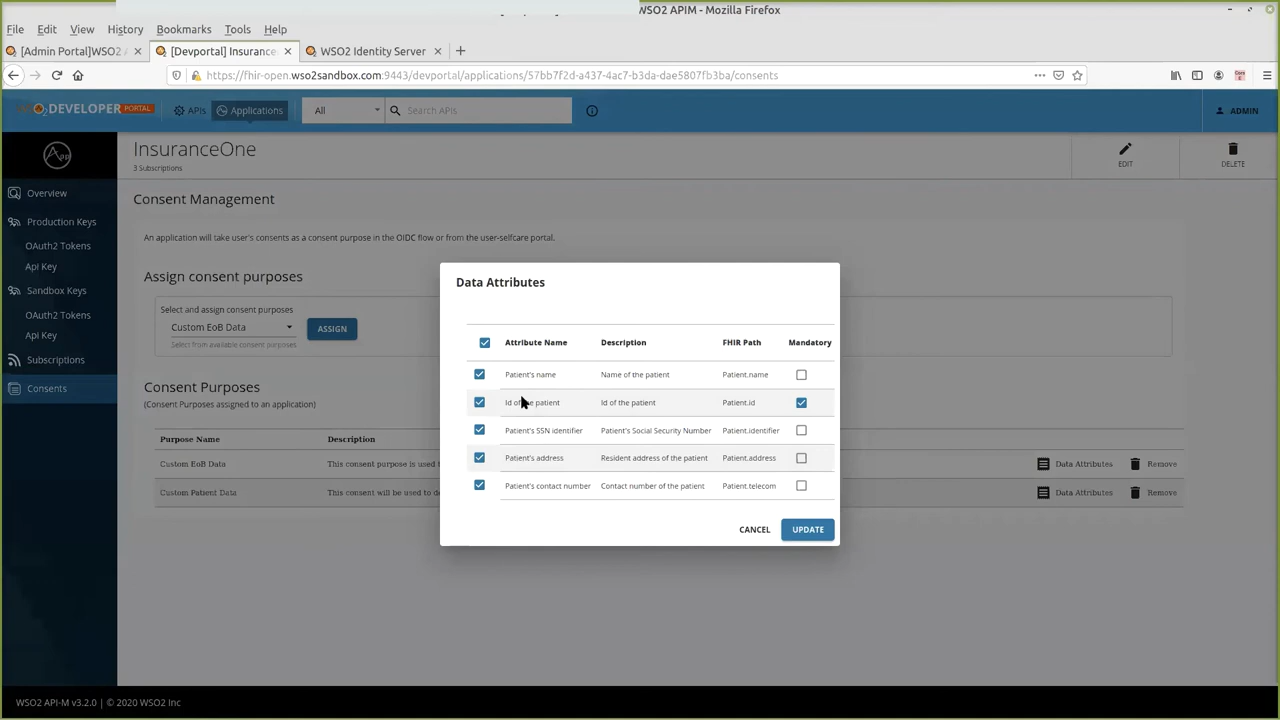 WSO2 APIM - Mozilla Firefox
File Edit View History Bookmarks Tools Help
[Admin Portal]WSO2 A
[Devportal] Insurance
WSO2 Identity Server
https://fhir-open.wso2sandbox.com:9443/devportal/applications/57bb7f2d-a437-4ac7-b3da-dae5807fb3ba/consents
DEVELOPER PORTAL
APIs
Applications
All
Search APIs
ADMIN
App
InsuranceOne
3 Subscriptions
EDIT
DELETE
Overview
Production Keys
OAuth2 Tokens
Api Key
Sandbox Keys
OAuth2 Tokens
Api Key
Subscriptions
Consents
Consent Management
An application will take user's consents as a consent purpose in the OIDC flow or from the user-selfcare portal.
Assign consent purposes
Select and assign consent purposes
Custom EoB Data
ASSIGN
Select from available consent purposes
Consent Purposes
(Consent Purposes assigned to an application)
Purpose Name Description
Custom EoB Data This consent purpose is used f Data Attributes Remove
Custom Patient Data This consent will be used to de Data Attributes Remove
Data Attributes
Attribute Name Description FHIR Path Mandatory
Patient's name Name of the patient Patient.name
Id of the patient Id of the patient Patient.id
Patient's SSN identifier Patient's Social Security Number Patient.identifier
Patient's address Resident address of the patient Patient.address
Patient's contact number Contact number of the patient Patient.telecom
CANCEL UPDATE
WSO2 API-M v3.2.0 | © 2020 WSO2 Inc